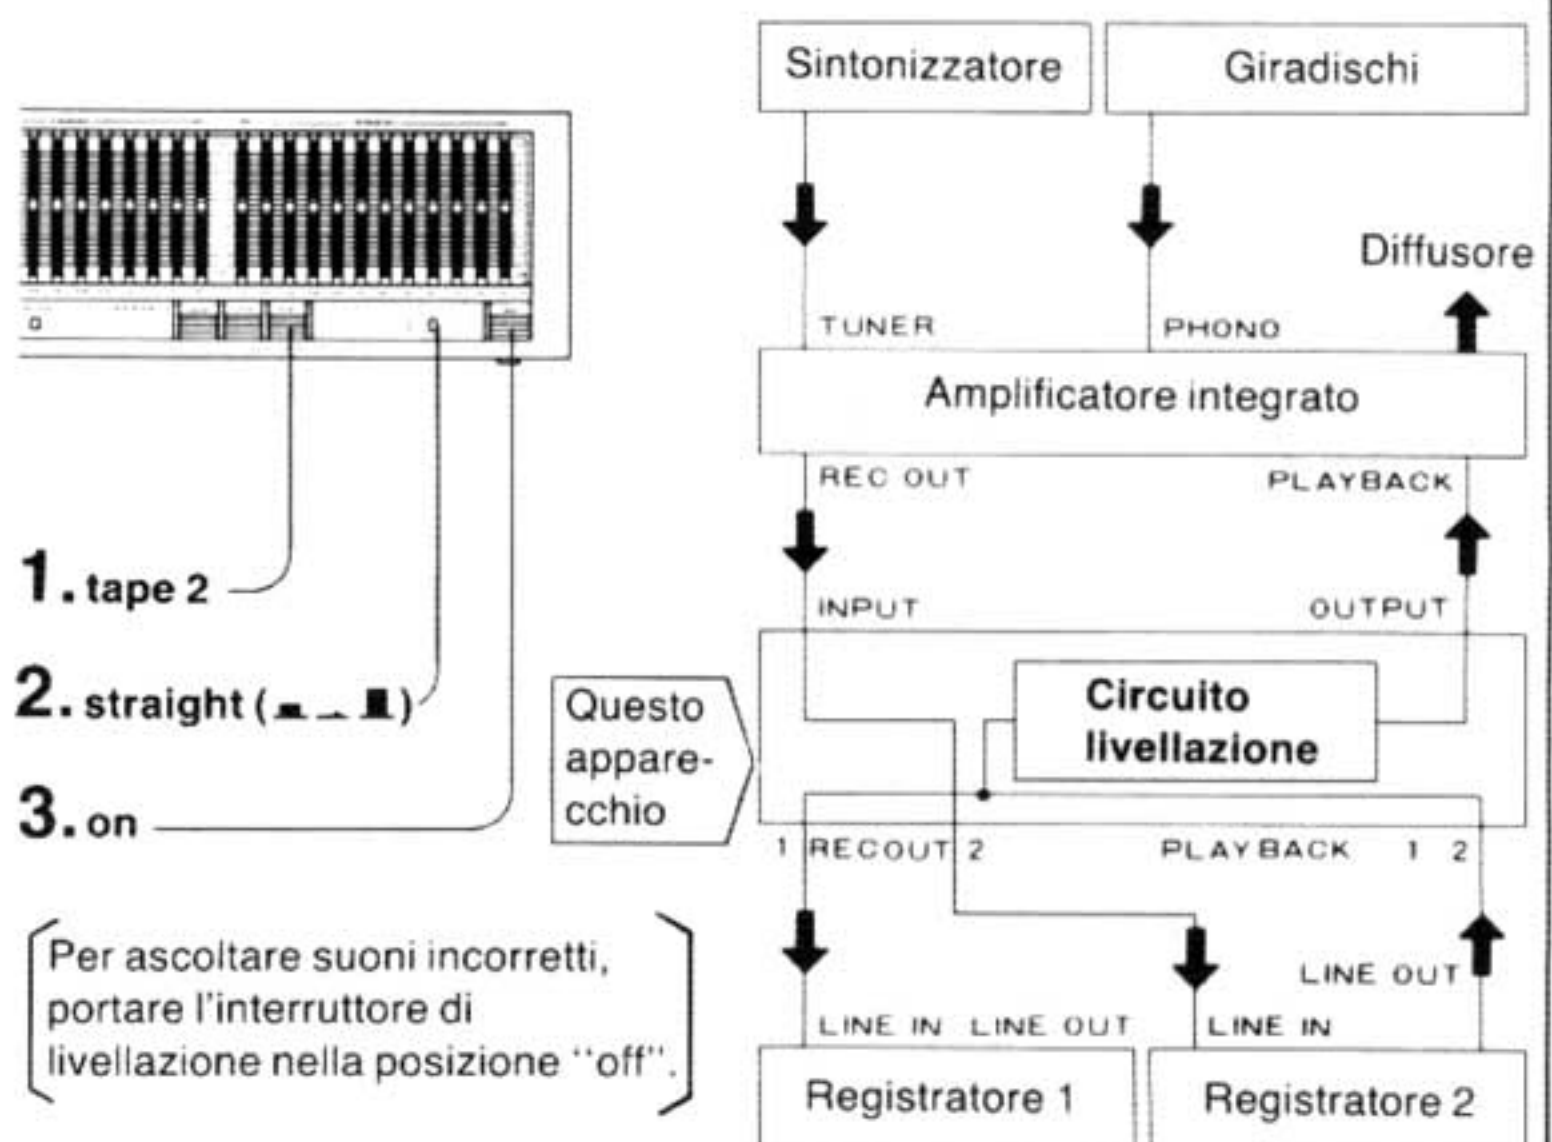 Sintonizzatore
Giradischi
Diffusore
TUNER
PHONO
Amplificatore integrato
REC OUT
PLAYBACK
1. tape 2
INPUT
OUTPUT
2. straight ( )
Questo
appare-
cchio
Circuito
livellazione
3. on
1 REC OUT 2
PLAYBACK 1 2
Per ascoltare suoni incorretti,
portare l'interruttore di
livellazione nella posizione “off”.
LINE OUT
LINE IN LINE OUT
LINE IN
Registratore 1
Registratore 2